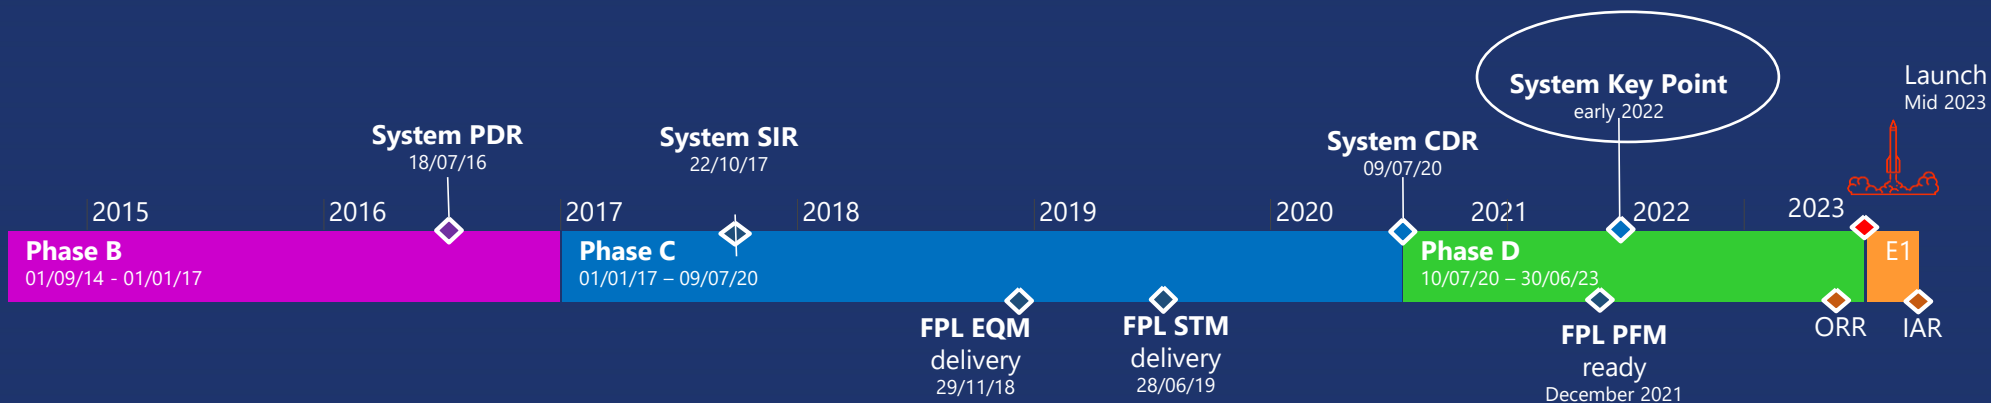 System Key Point
early 2022
Launch
Mid 2023
System PDR
18/07/16
System SIR
22/10/17
System CDR
09/07/20
2015
2016
2017
2018
2019
2020
2021
2022
2023
Phase B
01/09/14 - 01/01/17
Phase C
01/01/17 – 09/07/20
Phase D
10/07/20 – 30/06/23
E1
FPL EQM
delivery
29/11/18
FPL STM
delivery
28/06/19
FPL PFM
ready
December 2021
ORR
IAR